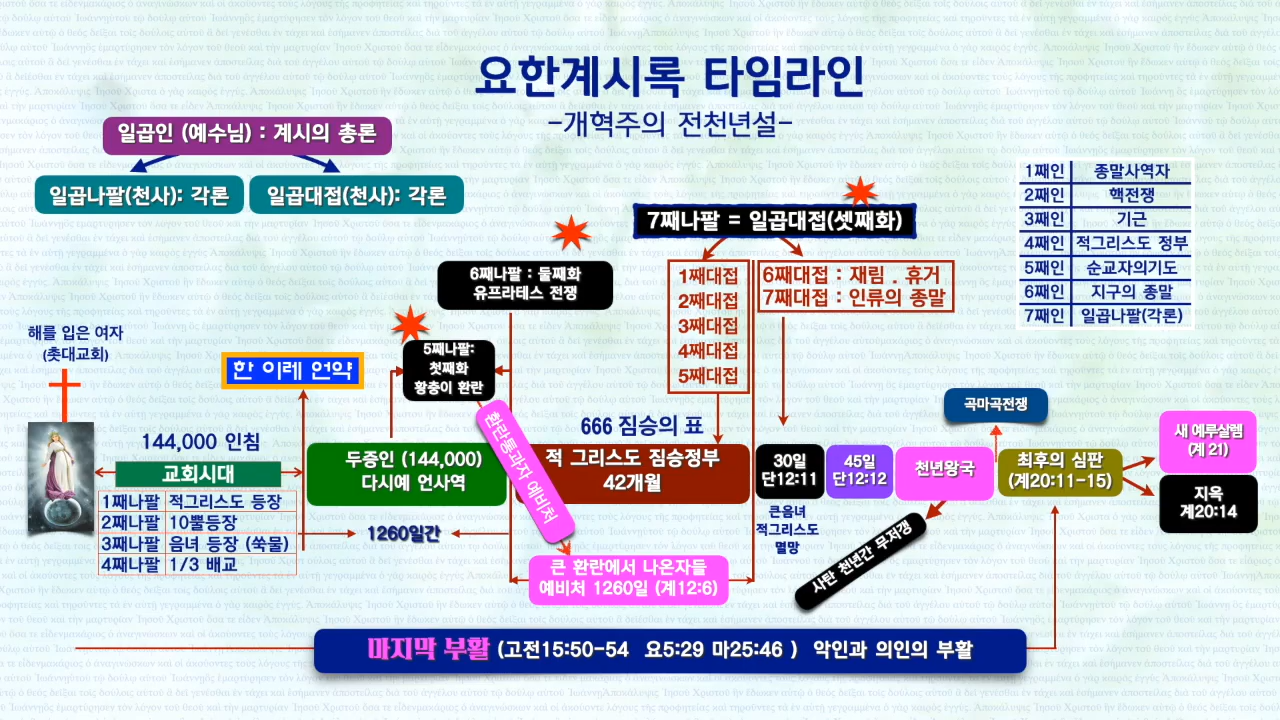 요한계시록 타임라인
-개혁주의 전천년설-
일곱인 (예수님) : 계시의 총론
일곱나팔(천사): 각론
일곱대접(천사): 각론
1째인 종말사역자
2째인 핵전쟁
3째인 기근
4째인 적그리스도 정부
5째인 순교자의기도
6째인 지구의 종말
7째인 일곱나팔(각론)
7째나팔 = 일곱대접(셋째화)
6째나팔 : 둘째화
유프라테스 전쟁
1째대접
2째대접
3째대접
4째대접
5째대접
6째대접 : 재림 . 휴거
7째대접 : 인류의 종말
해를 입은 여자
(촛대교회)
한 이레 언약
5째나팔:
첫째화
황충이 환란
144,000 인침
교회시대
1째나팔 적그리스도 등장
2째나팔 10뿔등장
3째나팔 음녀 등장 (쑥물)
4째나팔 1/3 배교
두증인 (144,000)
다시예 언사역
1260일간
환란통과자 예비처
666 짐승의 표
적 그리스도 짐승정부
42개월
큰 환란에서 나온자들
예비처 1260일 (계12:6)
30일
단12:11
45일
단12:12
큰음녀
적그리스도
멸망
천년왕국
사탄 천년간 무저갱
곡마곡전쟁
최후의 심판
(계20:11-15)
새 예루살렘
(계 21)
지옥
계20:14
마지막 부활 (고전15:50-54 요5:29 마25:46 ) 악인과 의인의 부활